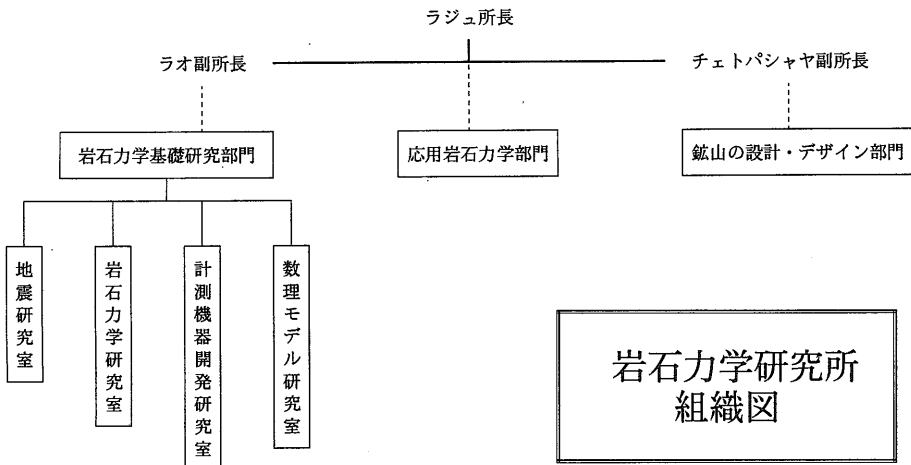 ラジュ所長
ラオ副所長
チェトパシャヤ副所長
岩石力学基礎研究部門
応用岩石力学部門
鉱山の設計・デザイン部門
地震研究室
岩石力学研究室
計測機器開発研究室
数理モデル研究室
岩石力学研究所
組織図